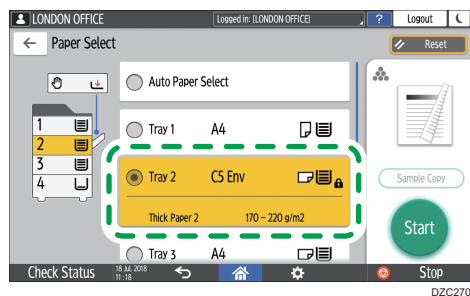 LONDON OFFICE
Logged in: [LONDON OFFICE]
?
Logout
Paper Select
Reset
Auto Paper Select
1
2
3
4
Tray 1 A4
Tray 2 C5 Env
Thick Paper 2 170 – 220 g/m2
Tray 3 A4
Sample Copy
Start
Check Status
18 Jul. 2018
11:18
Stop
DZC270